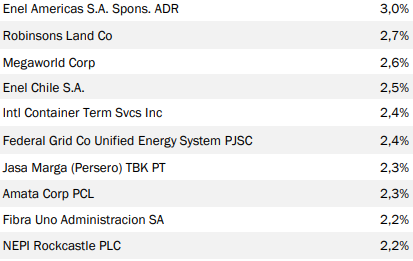 Enel Americas S.A. Spons. ADR 3,0%
Robinsons Land Co 2,7%
Megaworld Corp 2,6%
Enel Chile S.A. 2,5%
Intl Container Term Svcs Inc 2,4%
Federal Grid Co Unified Energy System PJSC 2,4%
Jasa Marga (Persero) TBK PT 2,3%
Amata Corp PCL 2,3%
Fibra Uno Administracion SA 2,2%
NEPI Rockcastle PLC 2,2%